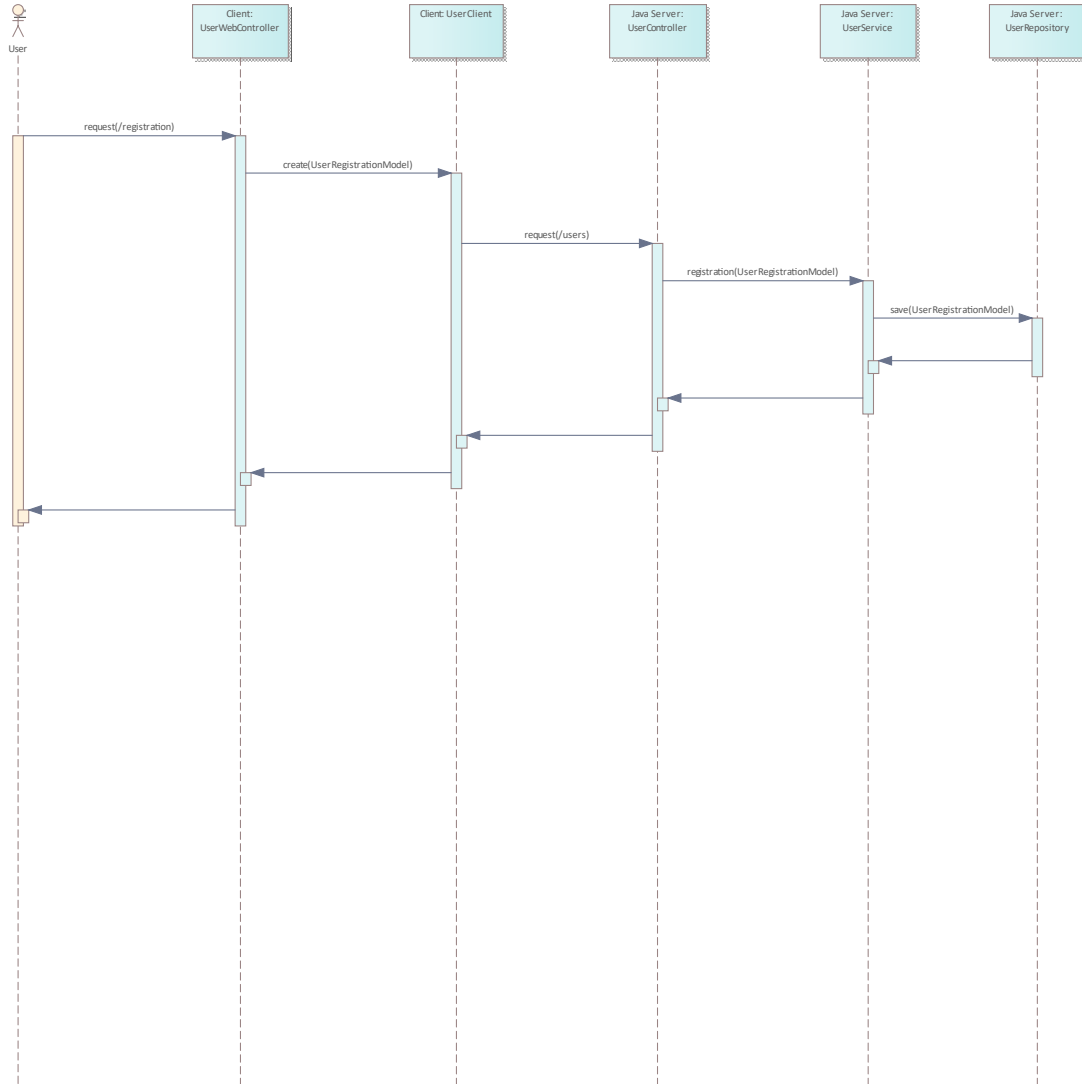 Client:
UserWebController
Client: UserClient
Java Server:
UserController
Java Server:
UserService
Java Server:
UserRepository
User
request(/registration)
create(UserRegistrationModel)
request(/users)
registration(UserRegistrationModel)
save(UserRegistrationModel)